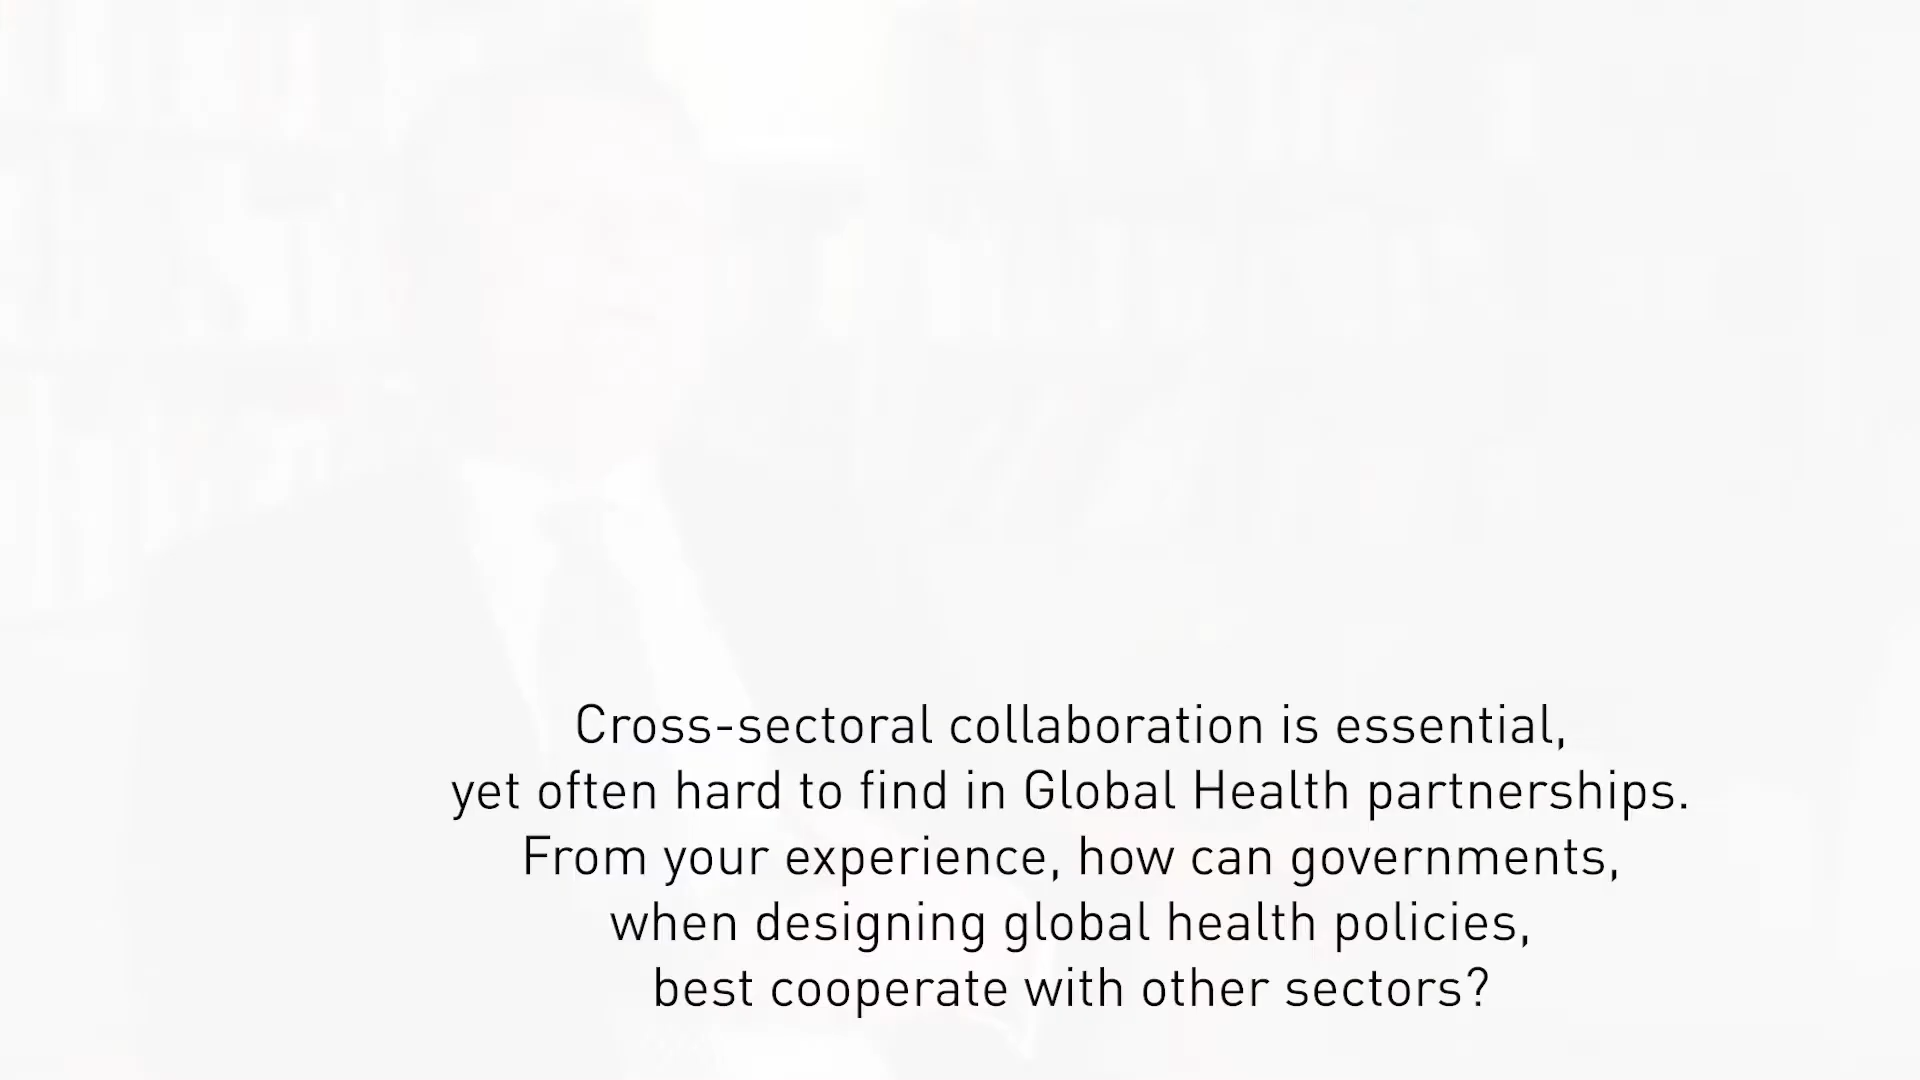 Cross-sectoral collaboration is essential,
yet often hard to find in Global Health partnerships.
From your experience, how can governments,
when designing global health policies,
best cooperate with other sectors?